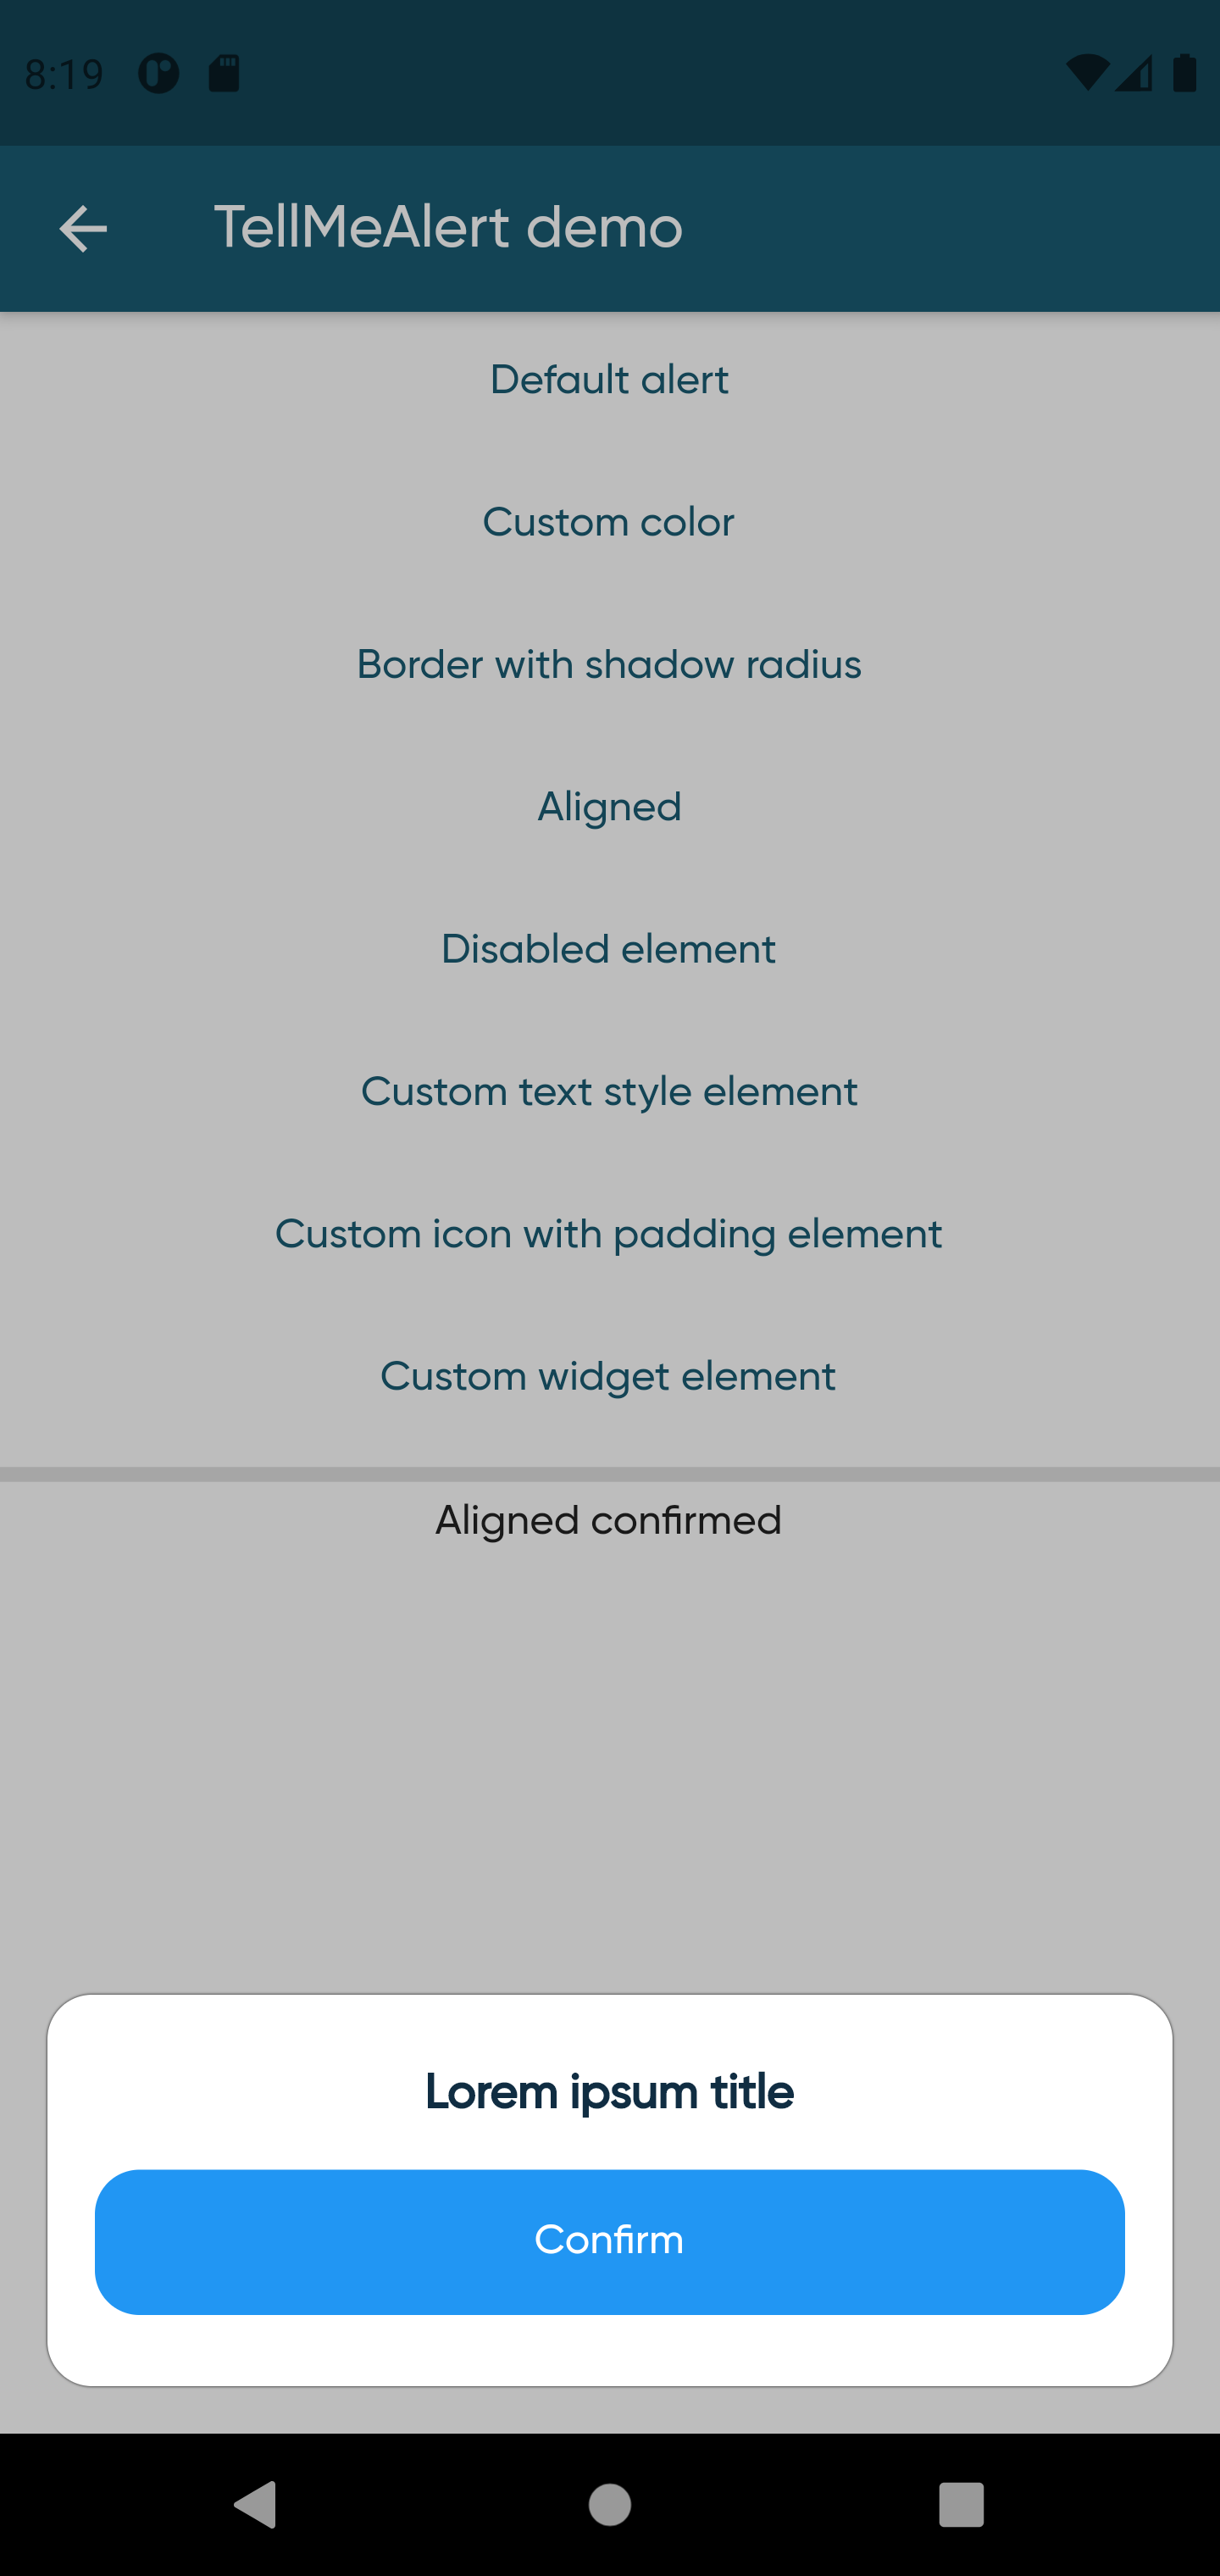 8:19
TellMeAlert demo
Default alert
Custom color
Border with shadow radius
Aligned
Disabled element
Custom text style element
Custom icon with padding element
Custom widget element
Aligned confirmed
Lorem ipsum title
Confirm